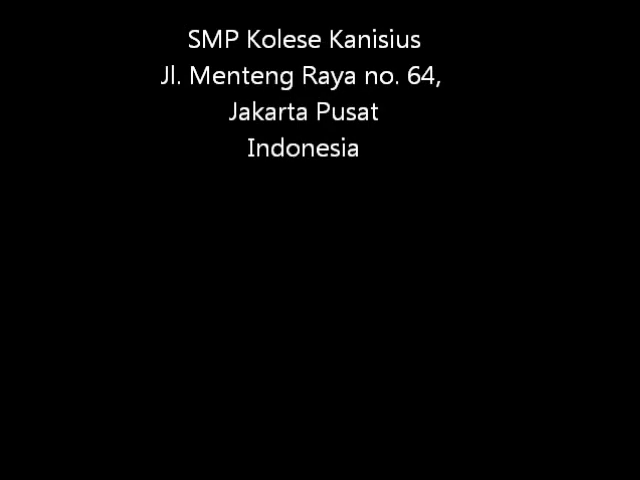 SMP Kolese Kanisius
Jl. Menteng Raya no. 64,
Jakarta Pusat
Indonesia